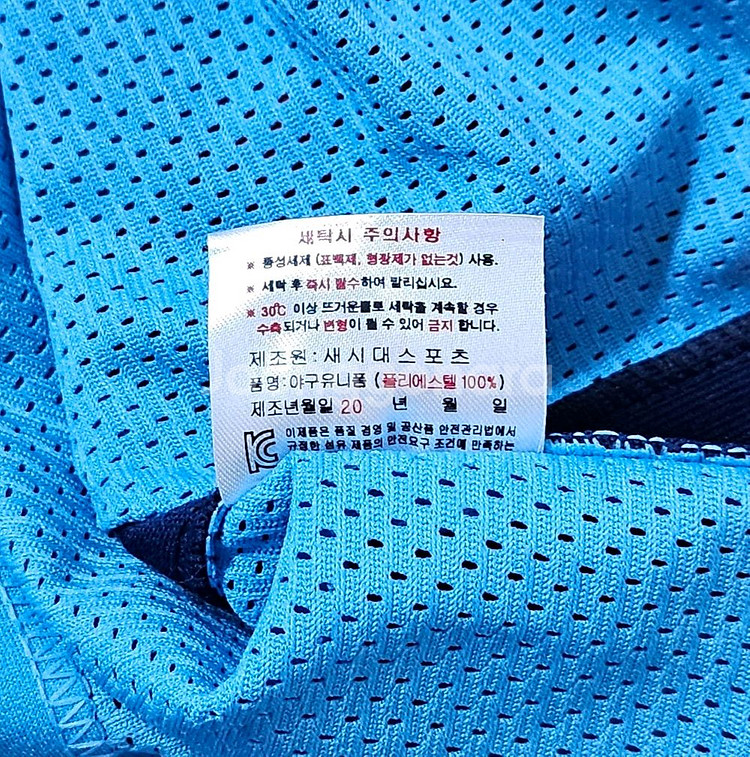 세탁시 주의사항
※ 중성세제 (표백제, 형광제가 없는것) 사용.
※ 세탁 후 즉시 탈수하여 말리십시요.
※ 30℃ 이상 뜨거운물로 세탁을 계속할 경우
수축되거나 변형이 될 수 있어 금지 합니다.
제조원 : 새시대스포츠
품명 : 야구유니폼 (폴리에스텔 100%)
제조년월일 20 년 월 일
이제품은 품질 경영 및 공산품 안전관리법에서
규정한 섬유 제품의 안전요구 조건에 만족하는